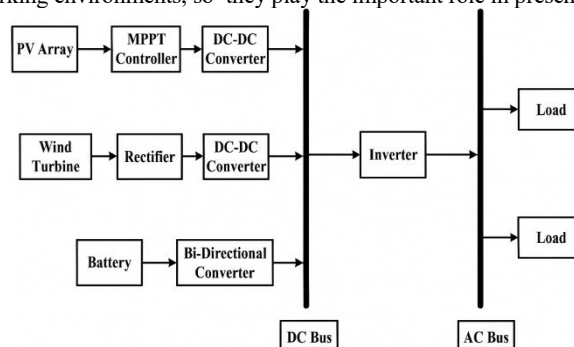 rking environments, so they play the important role in presen
PV Array
MPPT
Controller
DC-DC
Converter
Load
Wind
Turbine
Rectifier
DC-DC
Converter
Inverter
Load
Battery
Bi-Directional
Converter
DC Bus
AC Bus